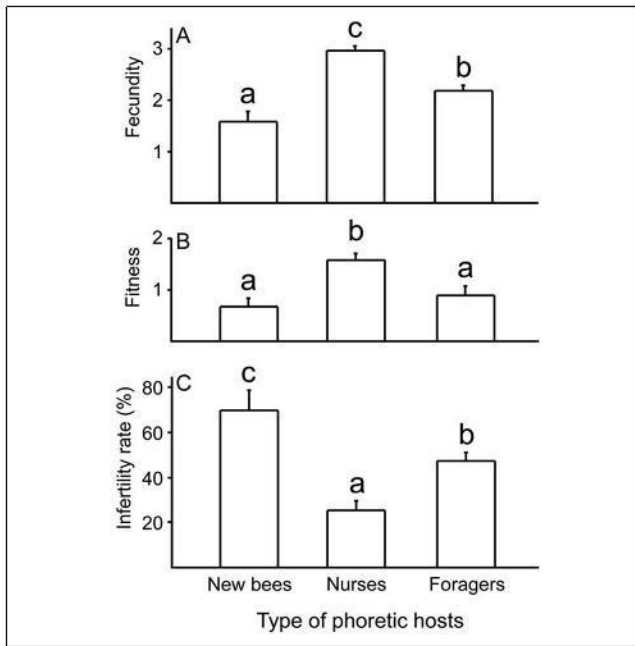 A
Fecundity
3
2
1
a
c
b
B
Fitness
2
1
a
b
a
C
Infertility rate (%)
80
60
40
20
c
a
b
New bees Nurses Foragers
Type of phoretic hosts